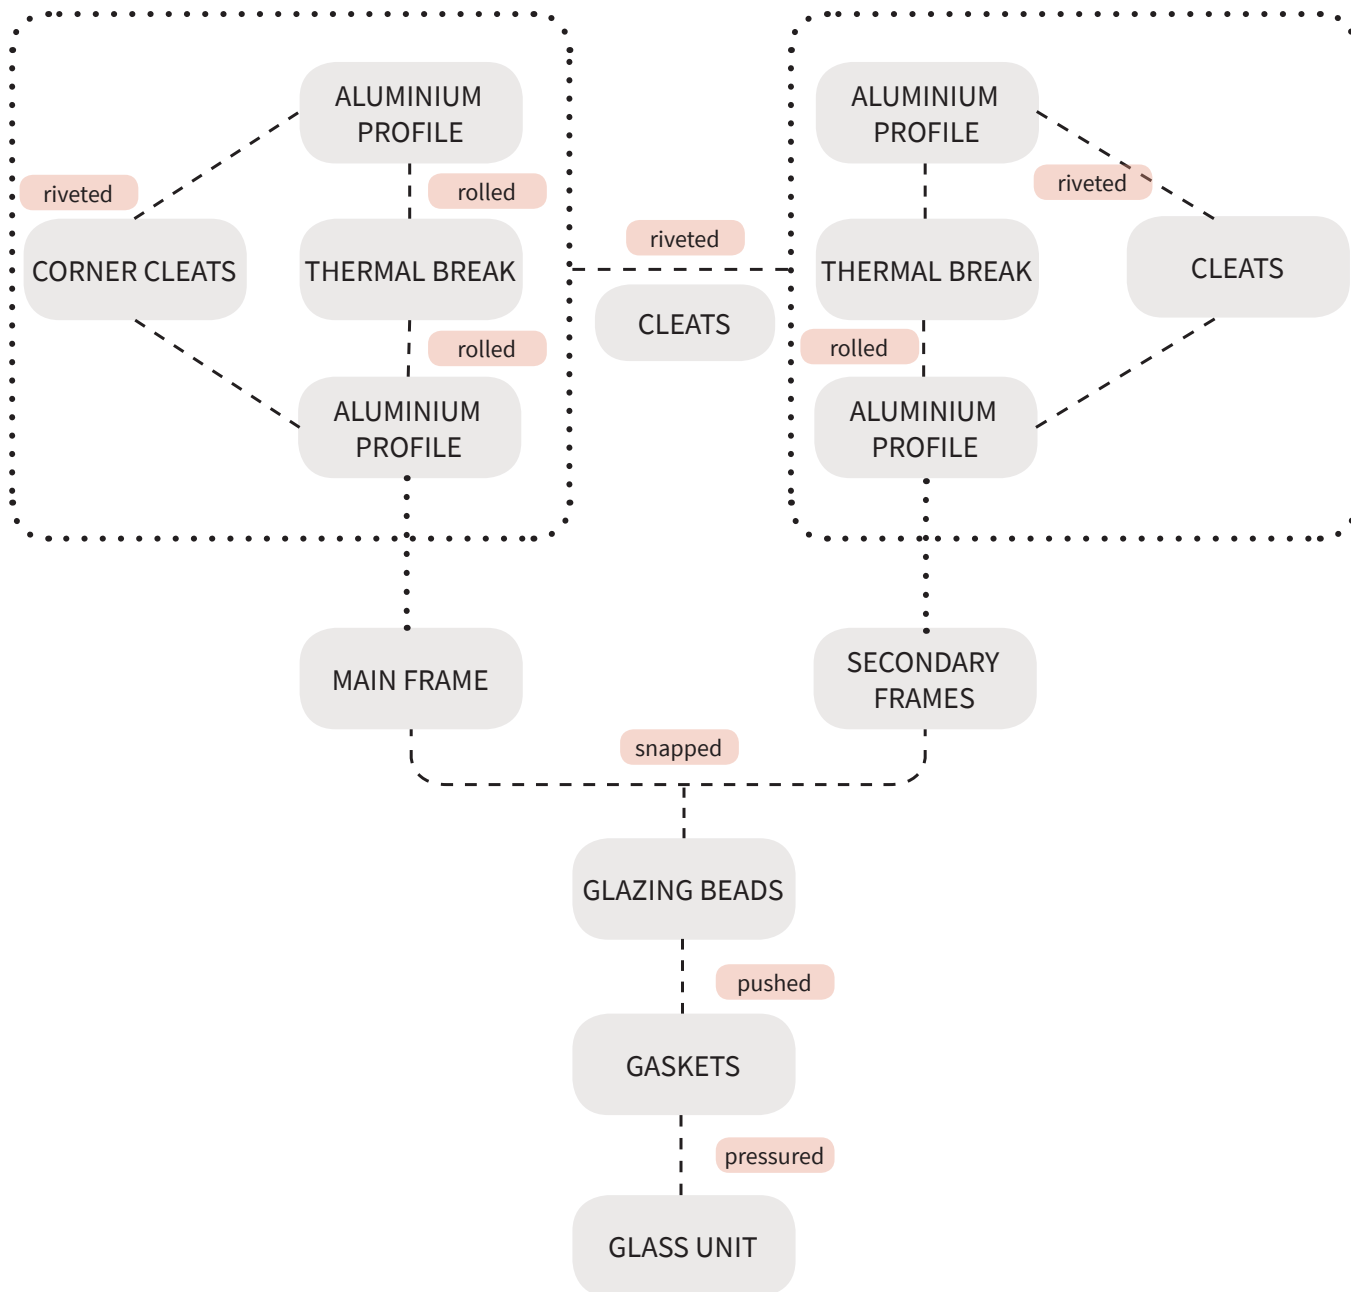 ALUMINIUM
PROFILE
riveted
rolled
CORNER CLEATS
THERMAL BREAK
rolled
ALUMINIUM
PROFILE
riveted
CLEATS
ALUMINIUM
PROFILE
riveted
THERMAL BREAK
CLEATS
rolled
ALUMINIUM
PROFILE
MAIN FRAME
SECONDARY
FRAMES
snapped
GLAZING BEADS
pushed
GASKETS
pressured
GLASS UNIT